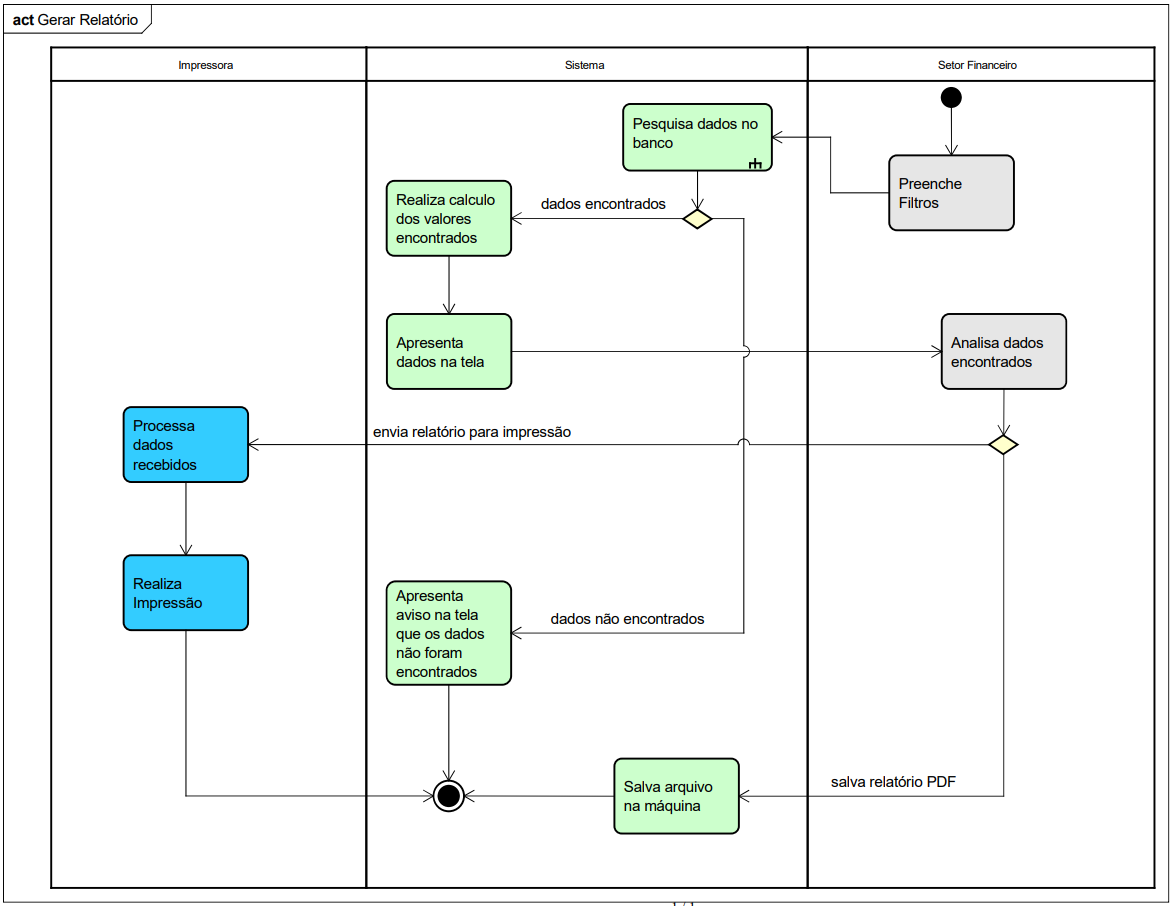 act Gerar Relatório
Impressora
Sistema
Setor Financeiro
Pesquisa dados no
banco
Preenche
Filtros
Realiza calculo
dos valores
encontrados
dados encontrados
Apresenta
dados na tela
Analisa dados
encontrados
Processa
dados
recebidos
envia relatório para impressão
Realiza
Impressão
Apresenta
aviso na tela
que os dados
não foram
encontrados
dados não encontrados
Salva arquivo
na máquina
salva relatório PDF